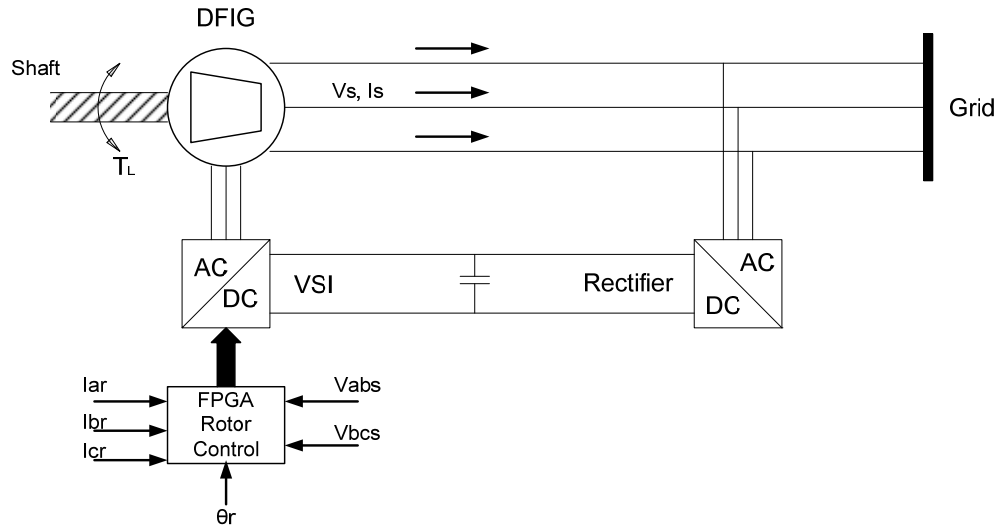 DFIG
Shaft
Vs, Is
Grid
TL
AC
DC
VSI
Rectifier
AC
DC
Iar
Ibr
Icr
FPGA
Rotor
Control
Vabs
Vbcs
θr